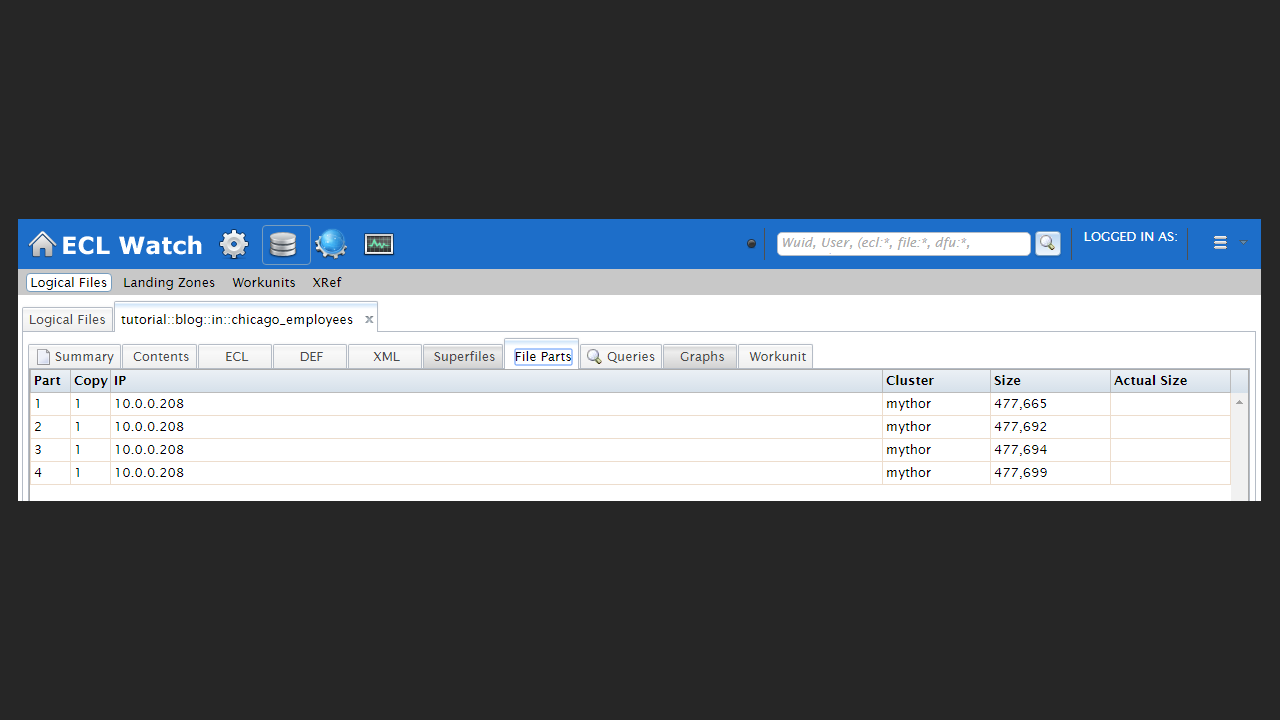 ECL Watch
Wuid, User, (ecl:*, file:*, dfu:*,
LOGGED IN AS:
Logical Files Landing Zones Workunits XRef
Logical Files tutorial::blog::in::chicago_employees x
Summary Contents ECL DEF XML Superfiles File Parts Queries Graphs Workunit
Part Copy IP Cluster Size Actual Size
1 1 10.0.0.208 mythor 477,665
2 1 10.0.0.208 mythor 477,692
3 1 10.0.0.208 mythor 477,694
4 1 10.0.0.208 mythor 477,699